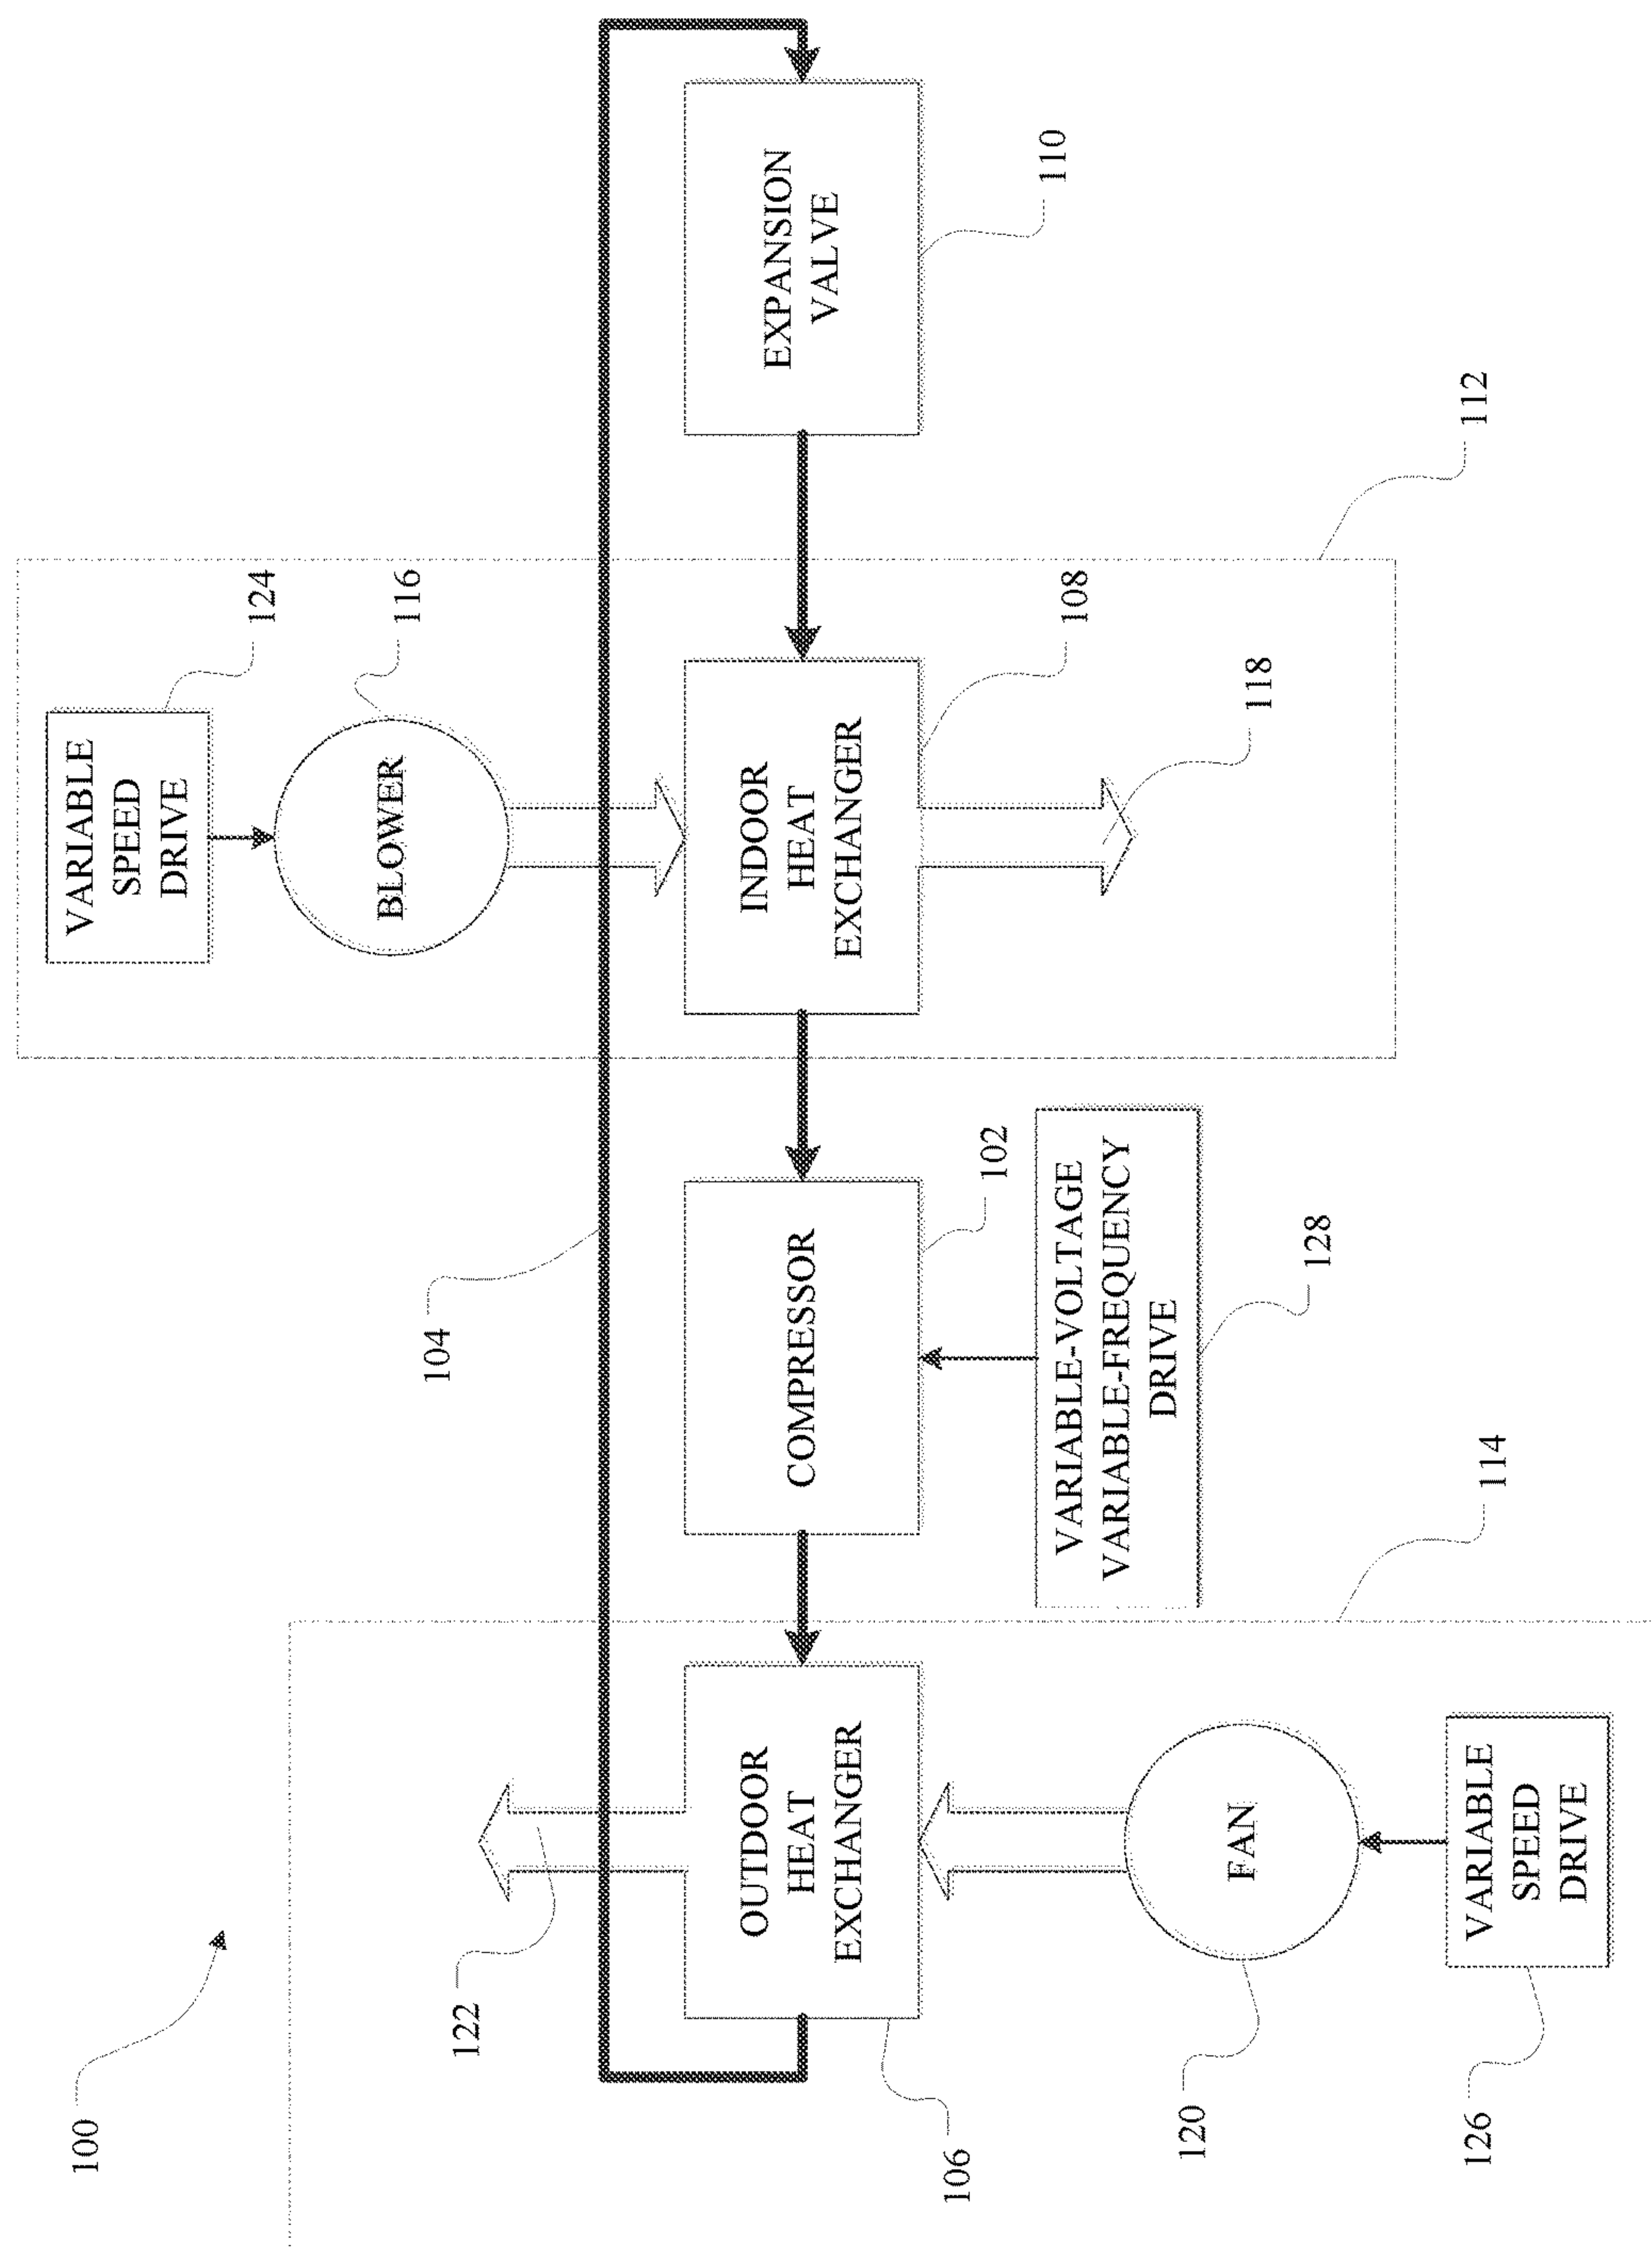 100
104
122
OUTDOOR
HEAT
EXCHANGER
106
FAN
120
VARIABLE
SPEED
DRIVE
126
114
COMPRESSOR
102
VARIABLE-VOLTAGE
VARIABLE-FREQUENCY
DRIVE
128
VARIABLE
SPEED
DRIVE
124
BLOWER
116
INDOOR
HEAT
EXCHANGER
108
118
112
EXPANSION
VALVE
110